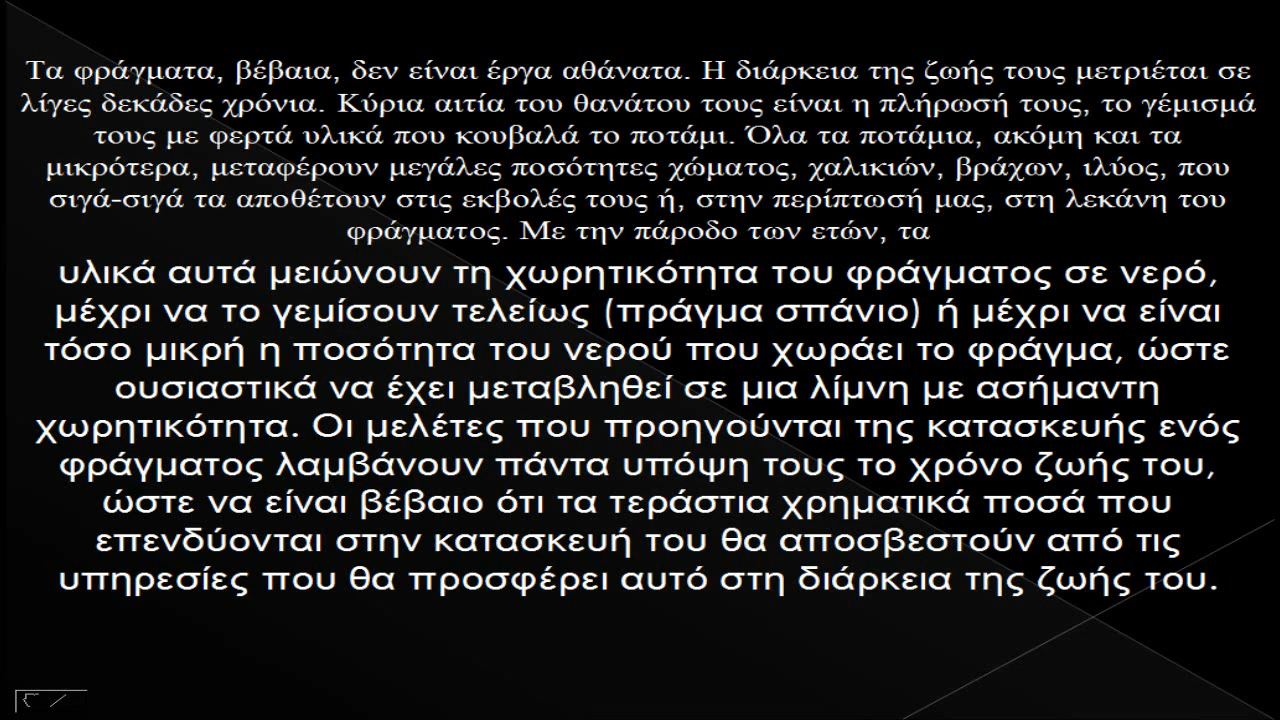 Τα φράγματα, βέβαια, δεν είναι έργα αθάνατα. Η διάρκεια της ζωής τους μετριέται σε
λίγες δεκάδες χρόνια. Κύρια αιτία του θανάτου τους είναι η πλήρωσή τους, το γέμισμά
τους με φερτά υλικά που κουβαλά το ποτάμι. Όλα τα ποτάμια, ακόμη και τα
μικρότερα, μεταφέρουν μεγάλες ποσότητες χώματος, χαλικιών, βράχων, ιλύος, που
σιγά-σιγά τα αποθέτουν στις εκβολές τους ή, στην περίπτωσή μας, στη λεκάνη του
φράγματος. Με την πάροδο των ετών, τα
υλικά αυτά μειώνουν τη χωρητικότητα του φράγματος σε νερό,
μέχρι να το γεμίσουν τελείως (πράγμα σπάνιο) ή μέχρι να είναι
τόσο μικρή η ποσότητα του νερού που χωράει το φράγμα, ώστε
ουσιαστικά να έχει μεταβληθεί σε μια λίμνη με ασήμαντη
χωρητικότητα. Οι μελέτες που προηγούνται της κατασκευής ενός
φράγματος λαμβάνουν πάντα υπόψη τους το χρόνο ζωής του,
ώστε να είναι βέβαιο ότι τα τεράστια χρηματικά ποσά που
επενδύονται στην κατασκευή του θα αποσβεστούν από τις
υπηρεσίες που θα προσφέρει αυτό στη διάρκεια της ζωής του.